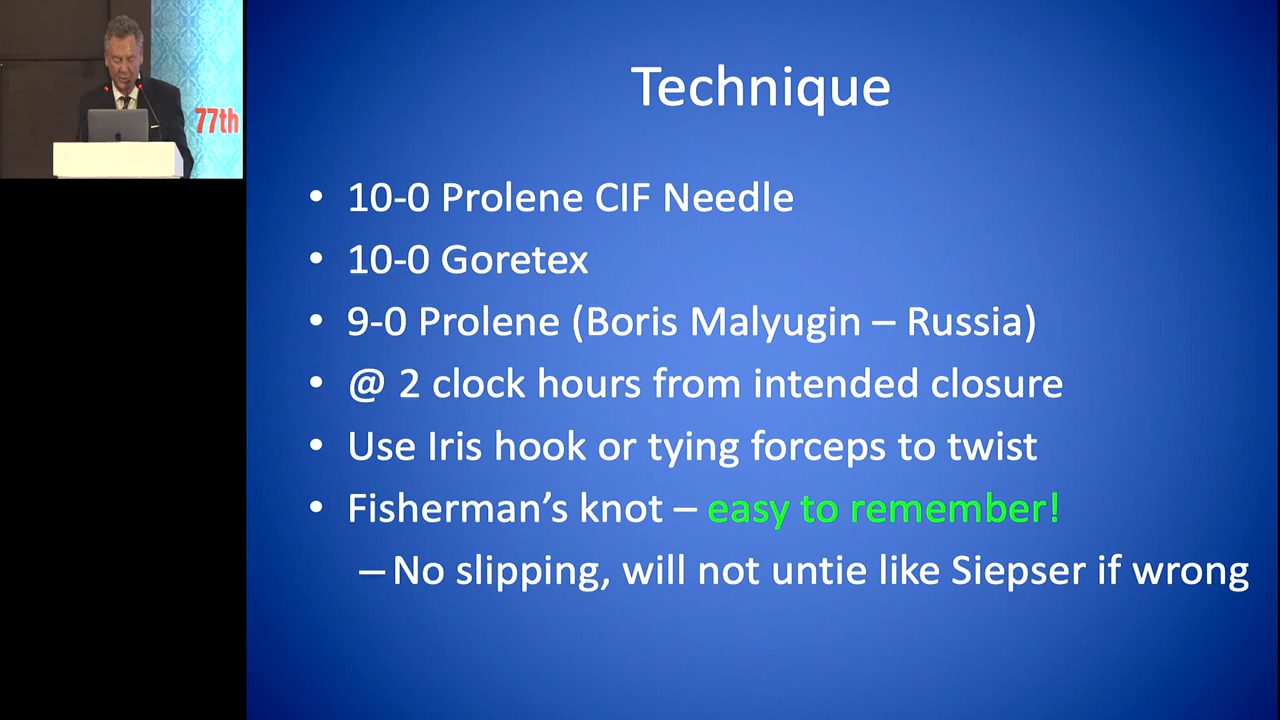 77th
Technique
• 10-0 Prolene CIF Needle
• 10-0 Goretex
• 9-0 Prolene (Boris Malyugin – Russia)
• @ 2 clock hours from intended closure
• Use Iris hook or tying forceps to twist
• Fisherman’s knot – easy to remember!
– No slipping, will not untie like Siepser if wrong